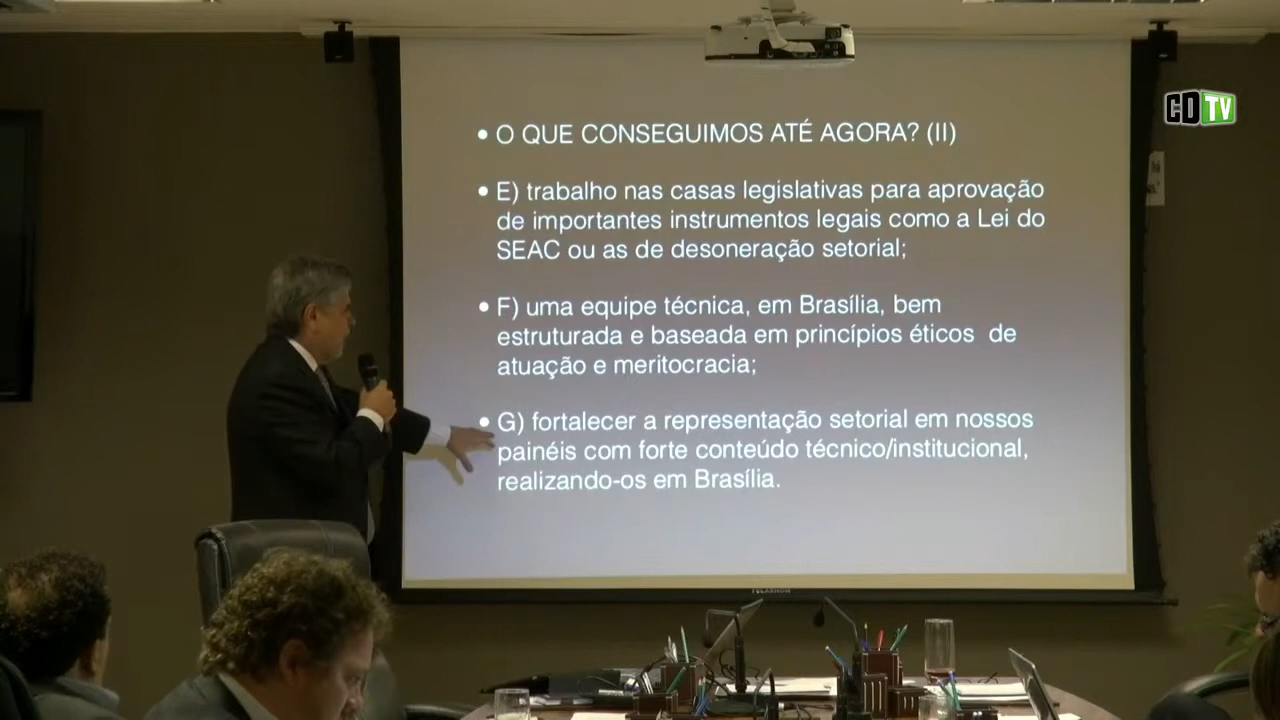 CDTV
• O QUE CONSEGUIMOS ATÉ AGORA? (II)
• E) trabalho nas casas legislativas para aprovação
de importantes instrumentos legais como a Lei do
SEAC ou as de desoneração setorial;
• F) uma equipe técnica, em Brasília, bem
estruturada e baseada em princípios éticos de
atuação e meritocracia;
• G) fortalecer a representação setorial em nossos
painéis com forte conteúdo técnico/institucional,
realizando-os em Brasília.